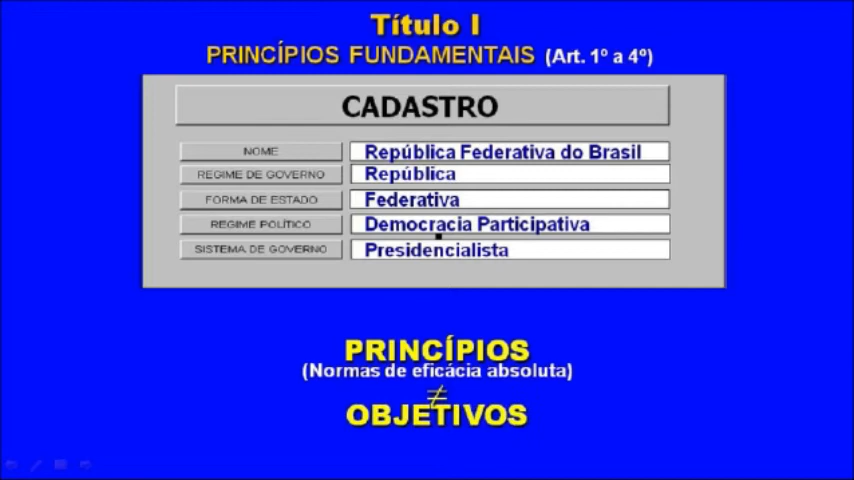 Título I
PRINCÍPIOS FUNDAMENTAIS (Art. 1º a 4º)
CADASTRO
NOME República Federativa do Brasil
REGIME DE GOVERNO República
FORMA DE ESTADO Federativa
REGIME POLÍTICO Democracia Participativa
SISTEMA DE GOVERNO Presidencialista
PRINCÍPIOS
(Normas de eficácia absoluta)
≠
OBJETIVOS